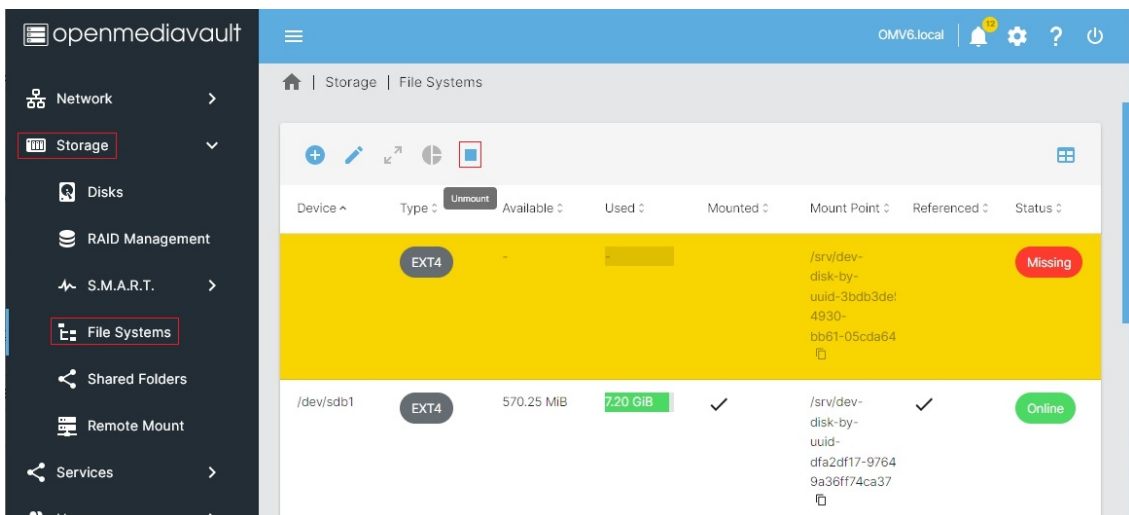 openmediavault
OMV6.local
12
?
Network
Storage
Disks
RAID Management
S.M.A.R.T.
File Systems
Shared Folders
Remote Mount
Services
| Storage | File Systems
Unmount
Device Type Available Used Mounted Mount Point Referenced Status
EXT4 - - /srv/dev- Missing
disk-by-
uuid-3bdb3de
4930-
bb61-05cda64
/dev/sdb1 EXT4 570.25 MiB 7.20 GiB /srv/dev- Online
disk-by-
uuid-
dfa2df17-9764
9a36ff74ca37